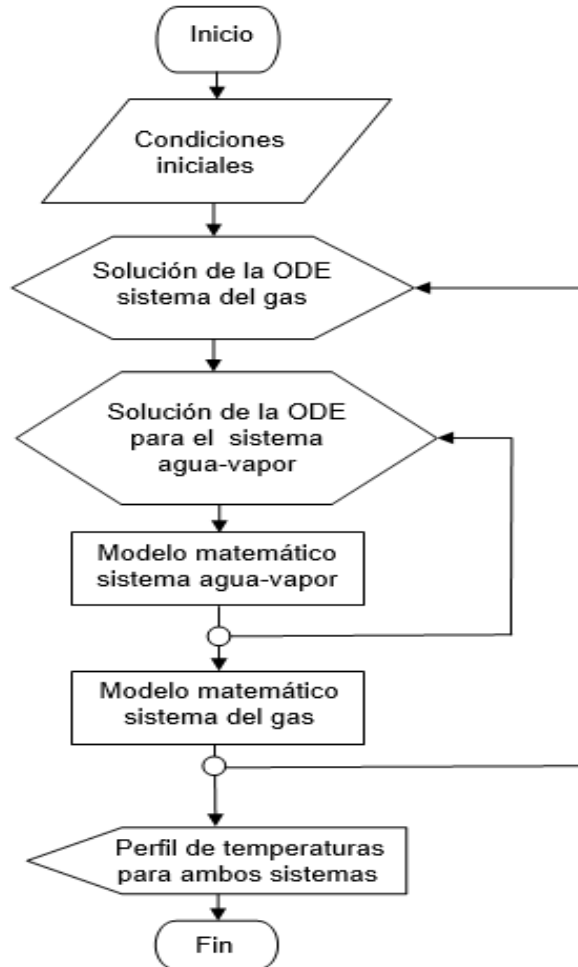 Inicio
Condiciones
iniciales
Solución de la ODE
sistema del gas
Solución de la ODE
para el sistema
agua-vapor
Modelo matemático
sistema agua-vapor
Modelo matemático
sistema del gas
Perfil de temperaturas
para ambos sistemas
Fin